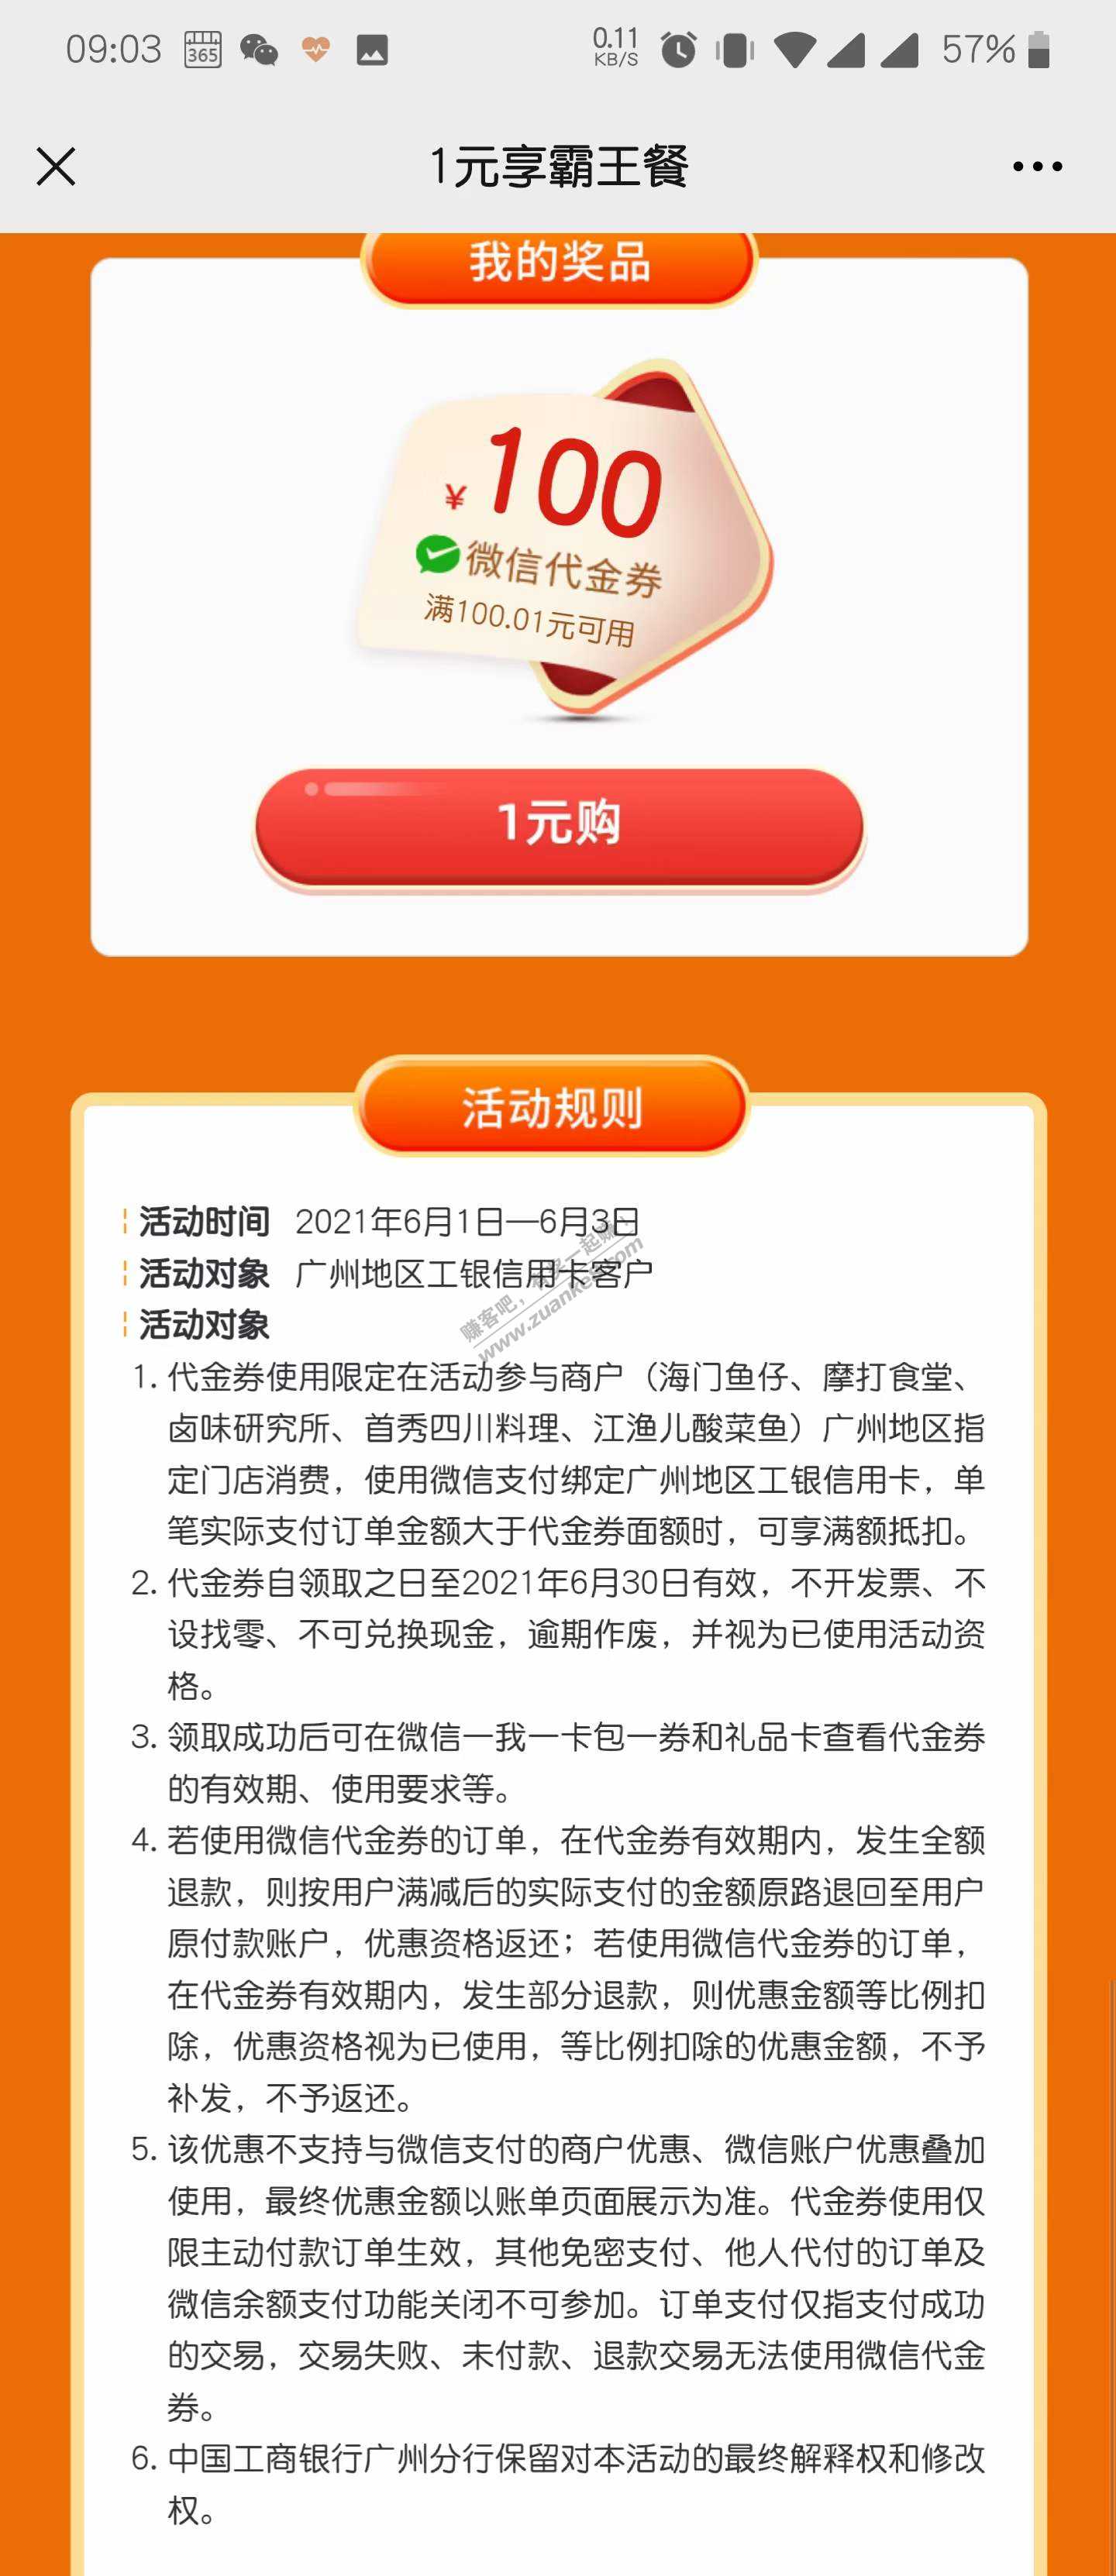 09:03 365 0.11 KB/S 57%
1元享霸王餐
我的奖品
¥100
微信代金券
满100.01元可用
1元购
活动规则
活动时间 2021年6月1日—6月3日
活动对象 广州地区工银信用卡客户
活动对象
赚客吧，有奖一起赚！
www.zuanke8.com
1. 代金券使用限定在活动参与商户（海门鱼仔、摩打食堂、
卤味研究所、首秀四川料理、江渔儿酸菜鱼）广州地区指
定门店消费，使用微信支付绑定广州地区工银信用卡，单
笔实际支付订单金额大于代金券面额时，可享满额抵扣。
2. 代金券自领取之日至2021年6月30日有效，不开发票、不
设找零、不可兑换现金，逾期作废，并视为已使用活动资
格。
3. 领取成功后可在微信一我一卡包一券和礼品卡查看代金券
的有效期、使用要求等。
4. 若使用微信代金券的订单，在代金券有效期内，发生全额
退款，则按用户满减后的实际支付的金额原路退回至用户
原付款账户，优惠资格返还；若使用微信代金券的订单，
在代金券有效期内，发生部分退款，则优惠金额等比例扣
除，优惠资格视为已使用，等比例扣除的优惠金额，不予
补发，不予返还。
5. 该优惠不支持与微信支付的商户优惠、微信账户优惠叠加
使用，最终优惠金额以账单页面展示为准。代金券使用仅
限主动付款订单生效，其他免密支付、他人代付的订单及
微信余额支付功能关闭不可参加。订单支付仅指支付成功
的交易，交易失败、未付款、退款交易无法使用微信代金
券。
6. 中国工商银行广州分行保留对本活动的最终解释权和修改
权。